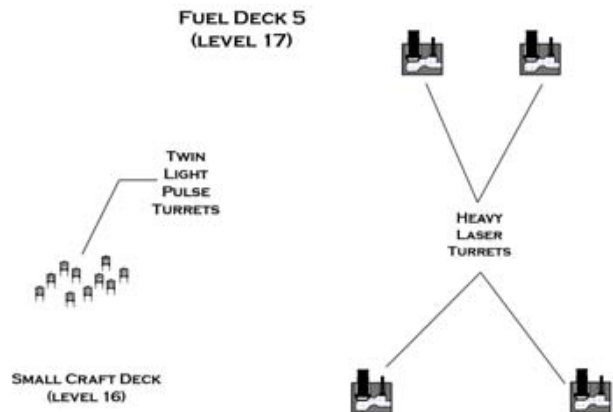 FUEL DECK 5
(LEVEL 17)
TWIN
LIGHT
PULSE
TURRETS
HEAVY
LASER
TURRETS
SMALL CRAFT DECK
(LEVEL 16)